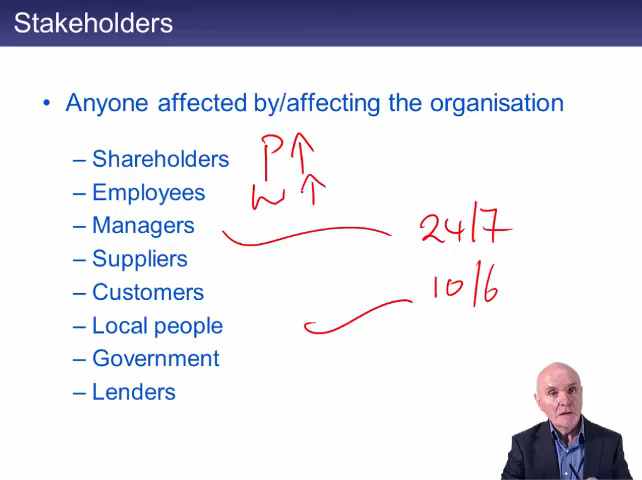 Stakeholders
• Anyone affected by/affecting the organisation
– Shareholders P↑
– Employees W↑
– Managers 24/7
– Suppliers
– Customers 10/6
– Local people
– Government
– Lenders